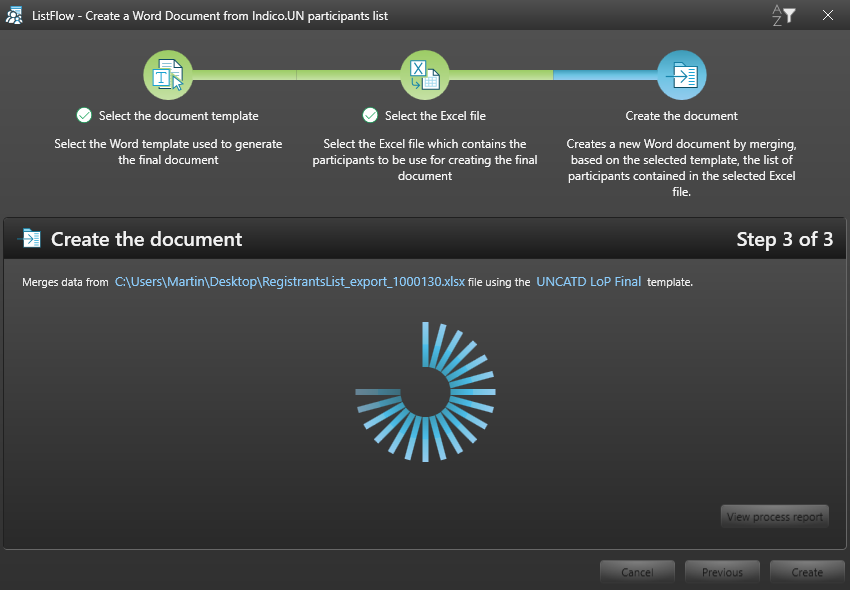 ListFlow - Create a Word Document from Indico.UN participants list
A
Z
Select the document template
Select the Excel file
Create the document
Select the Word template used to generate
the final document
Select the Excel file which contains the
participants to be use for creating the final
document
Creates a new Word document by merging,
based on the selected template, the list of
participants contained in the selected Excel
file.
Create the document
Step 3 of 3
Merges data from C:\Users\Martin\Desktop\RegistrantsList_export_1000130.xlsx file using the UNCATD LoP Final template.
View process report
Cancel
Previous
Create